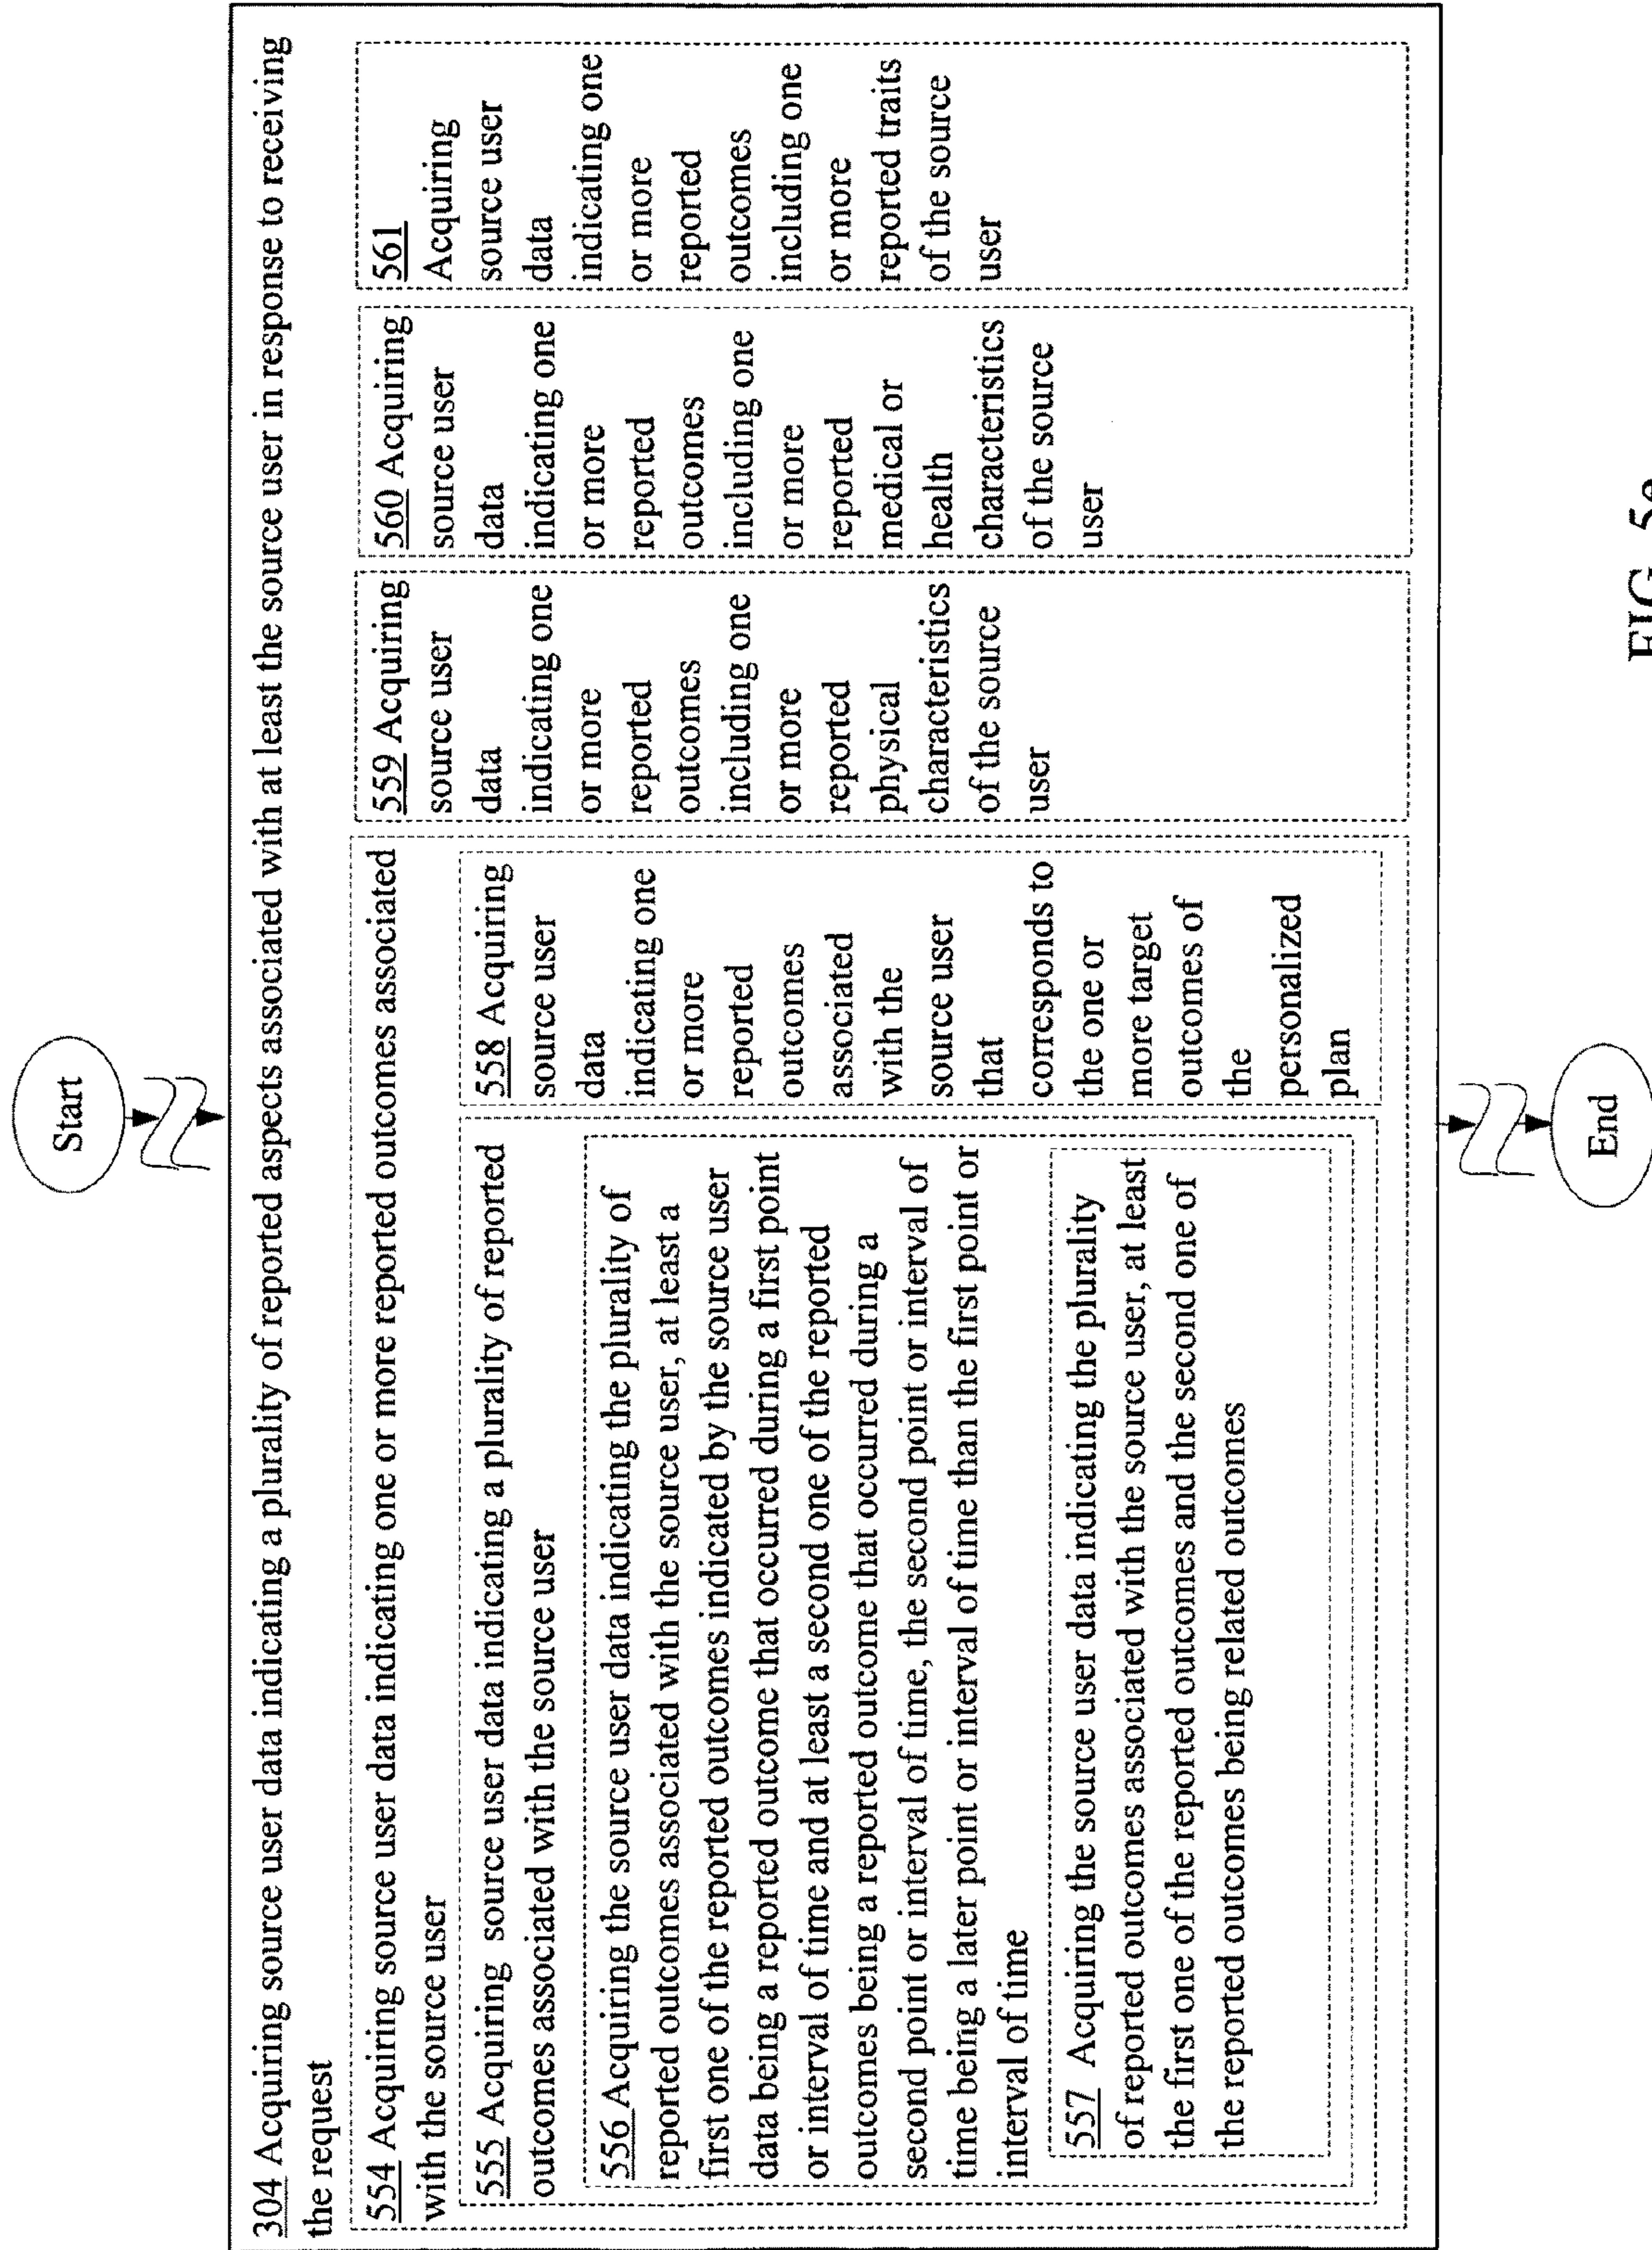 Start
304 Acquiring source user data indicating a plurality of reported aspects associated with at least the source user in response to receiving
the request
554 Acquiring source user data indicating one or more reported outcomes associated
with the source user
555 Acquiring source user data indicating a plurality of reported
outcomes associated with the source user
556 Acquiring the source user data indicating the plurality of
reported outcomes associated with the source user, at least a
first one of the reported outcomes indicated by the source user
data being a reported outcome that occurred during a first point
or interval of time and at least a second one of the reported
outcomes being a reported outcome that occurred during a
second point or interval of time, the second point or interval of
time being a later point or interval of time than the first point or
interval of time
557 Acquiring the source user data indicating the plurality
of reported outcomes associated with the source user, at least
the first one of the reported outcomes and the second one of
the reported outcomes being related outcomes
558 Acquiring
source user
data
indicating one
or more
reported
outcomes
associated
with the
source user
that
corresponds to
the one or
more target
outcomes of
the
personalized
plan
559 Acquiring
source user
data
indicating one
or more
reported
outcomes
including one
or more
reported
physical
characteristics
of the source
user
560 Acquiring
source user
data
indicating one
or more
reported
outcomes
including one
or more
reported
medical or
health
characteristics
of the source
user
561
Acquiring
source user
data
indicating one
or more
reported
outcomes
including one
or more
reported traits
of the source
user
End
FIG. 5e